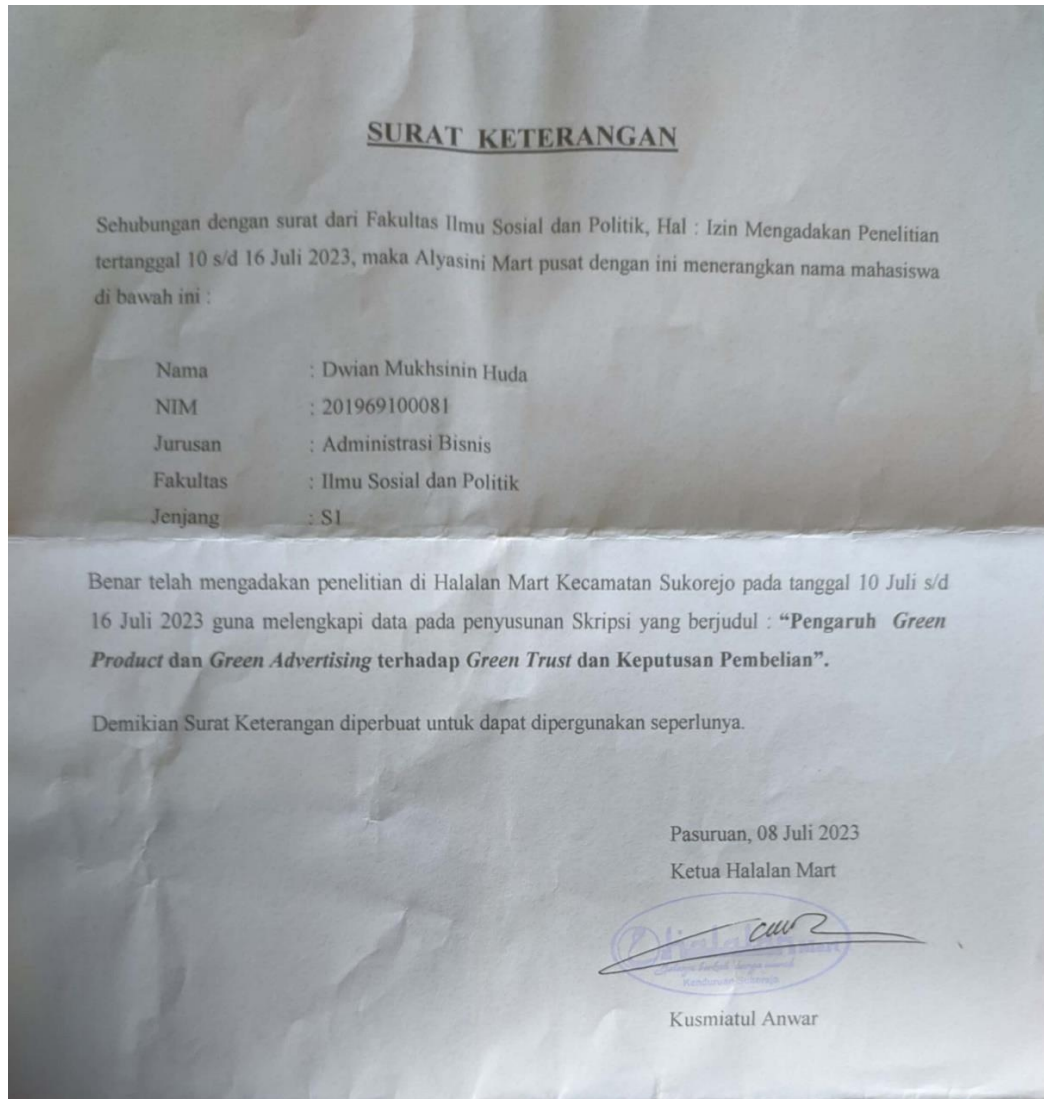 SURAT KETERANGAN
Sehubungan dengan surat dari Fakultas Ilmu Sosial dan Politik, Hal : Izin Mengadakan Penelitian
tertanggal 10 s/d 16 Juli 2023, maka Alyasini Mart pusat dengan ini menerangkan nama mahasiswa
di bawah ini :
Nama : Dwian Mukhsinin Huda
NIM : 201969100081
Jurusan : Administrasi Bisnis
Fakultas : Ilmu Sosial dan Politik
Jenjang : S1
Benar telah mengadakan penelitian di Halalan Mart Kecamatan Sukorejo pada tanggal 10 Juli s/d
16 Juli 2023 guna melengkapi data pada penyusunan Skripsi yang berjudul : “Pengaruh Green
Product dan Green Advertising terhadap Green Trust dan Keputusan Pembelian”.
Demikian Surat Keterangan diperbuat untuk dapat dipergunakan seperlunya.
Pasuruan, 08 Juli 2023
Ketua Halalan Mart
halalan Mart
Kusmiatul Anwar